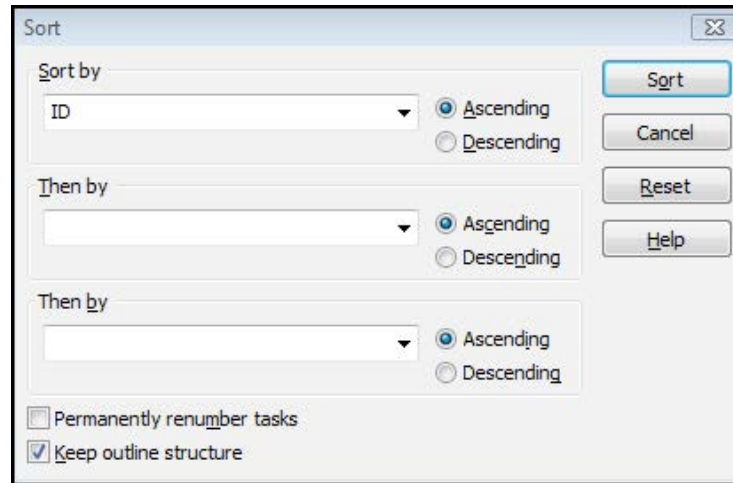 Sort
Sort by
ID
Ascending
Descending
Then by
Ascending
Descending
Then by
Ascending
Descending
Permanently renumber tasks
Keep outline structure
Sort
Cancel
Reset
Help